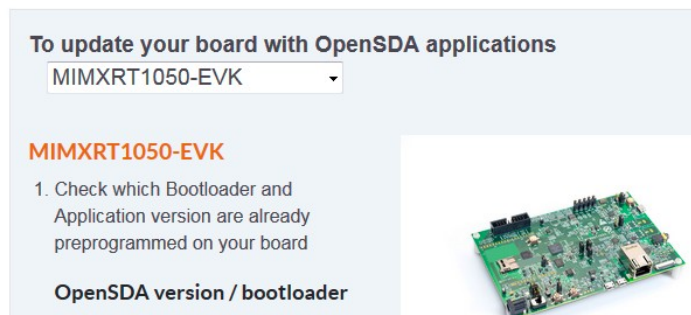 To update your board with OpenSDA applications
MIMXRT1050-EVK
MIMXRT1050-EVK
1. Check which Bootloader and
Application version are already
preprogrammed on your board
OpenSDA version / bootloader